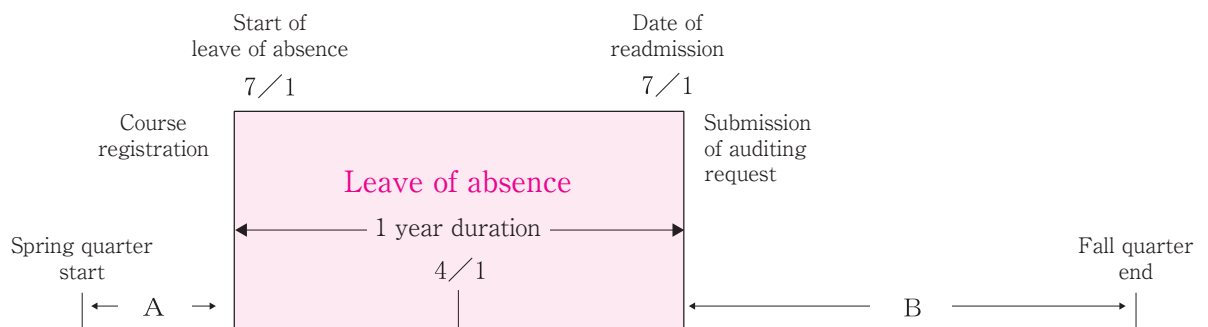 Start of
leave of absence
7／1
Date of
readmission
7／1
Course
registration
Submission
of auditing
request
Leave of absence
1 year duration
Spring quarter
start
4／1
Fall quarter
end
A
B